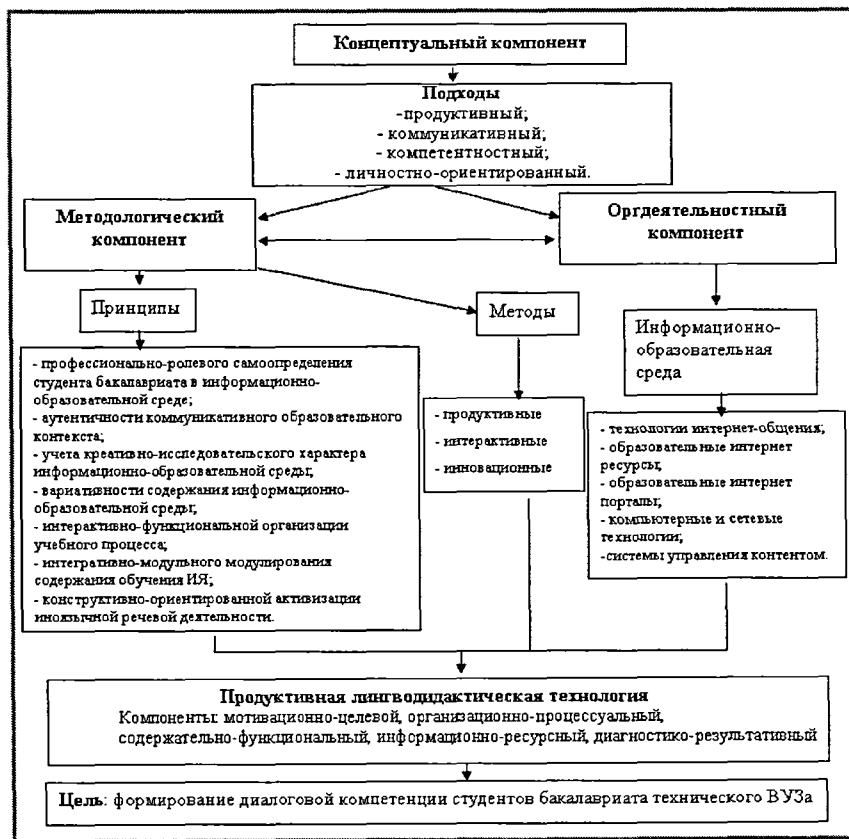 Концептуальный компонент
Подходы
-продуктивный;
- коммуникативный;
- компетентностный;
- личностно-ориентированный.
Методологический
компонент
Оргдеятельностный
компонент
Принципы
Методы
Информационно-
образовательная
среда
- профессионально-ролевого самоопределения
студента бакалавриата в информационно-
образовательной среде;
- аутентичности коммуникативного образовательного
контекста;
- учета креативно-исследовательского характера
информационно-образовательной среды;
- вариативности содержания информационно-
образовательной среды;
- интерактивно-функциональной организации
учебного процесса;
- интегративно-модульного модулирования
содержания обучения ИЯ;
- конструктивно-ориентированной активизации
иноязычной речевой деятельности.
- продуктивные
- интерактивные
- инновационные
- технологии интернет-общения;
- образовательные интернет
ресурсы;
- образовательные интернет
порталы;
- компьютерные и сетевые
технологии;
-системы управления контентом.
Продуктивная лингводидактическая технология
Компоненты: мотивационно-целевой, организационно-процессуальный,
содержательно-функциональный, информационно-ресурсный, диагностико-результативный
Цель: формирование диалоговой компетенции студентов бакалавриата технического ВУЗа